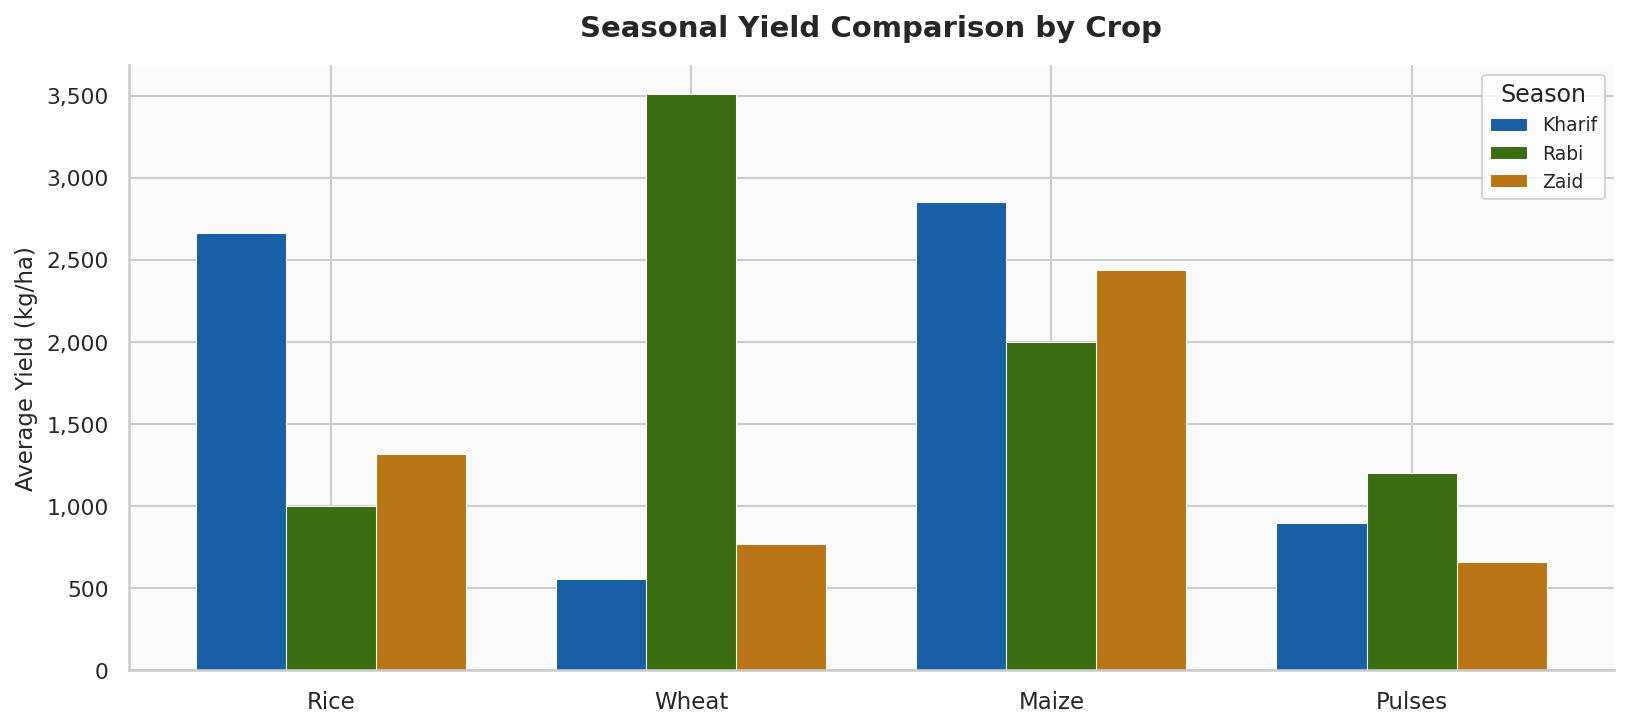 Seasonal Yield Comparison by Crop
Average Yield (kg/ha)
3,500
3,000
2,500
2,000
1,500
1,000
500
0
Season
Kharif
Rabi
Zaid
Rice
Wheat
Maize
Pulses